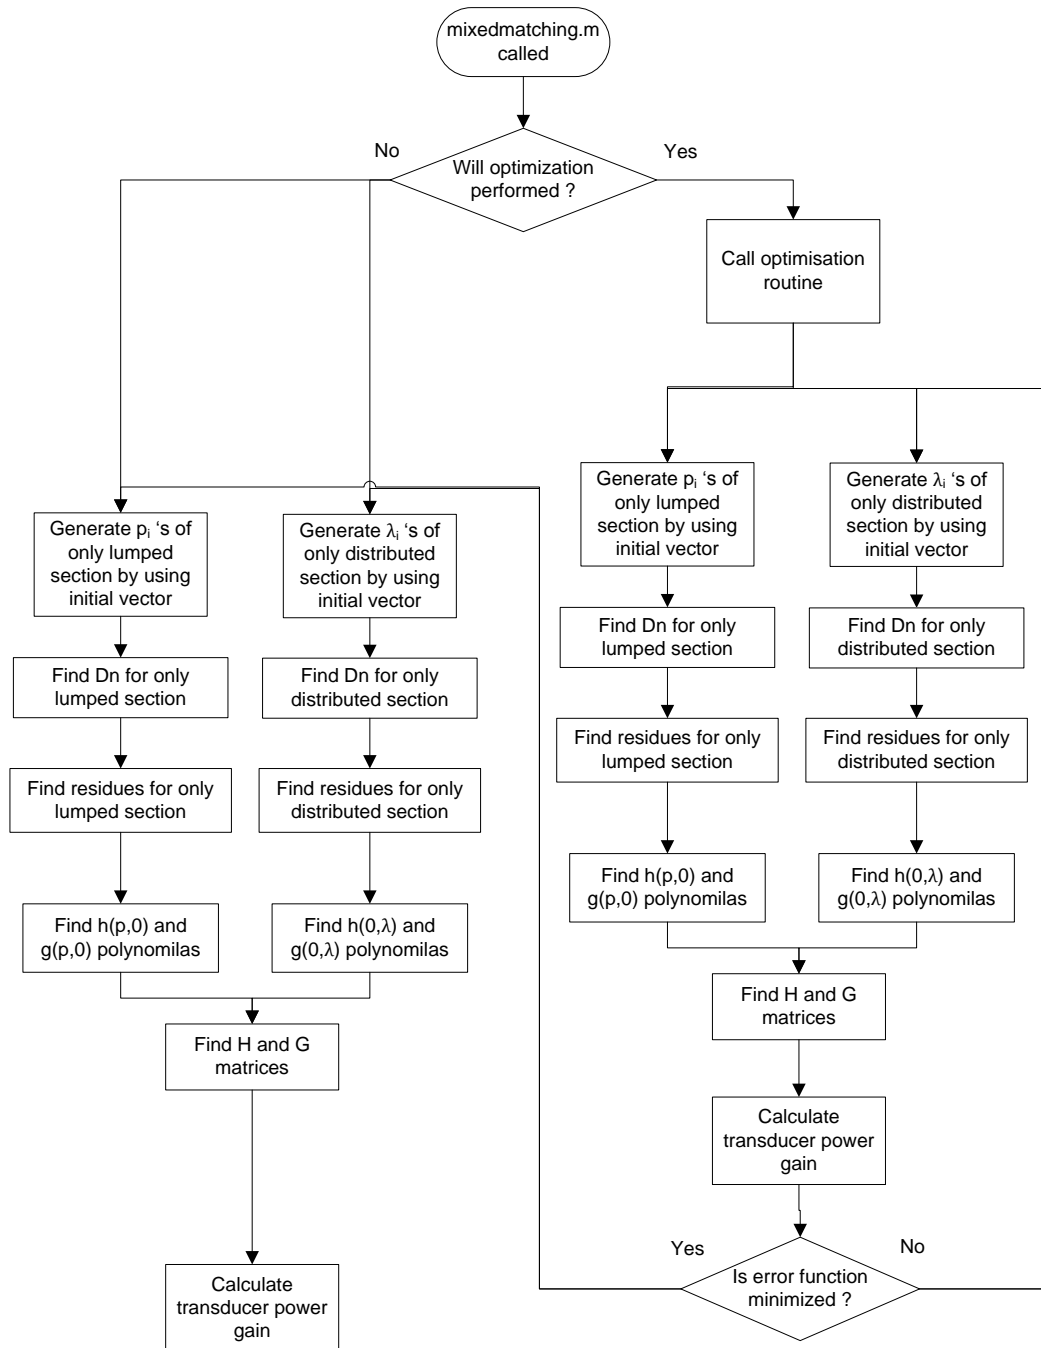 mixedmatching.m
called
No
Yes
Will optimization
performed ?
Call optimisation
routine
Generate pᵢ ‘s of
only lumped
section by using
initial vector
Generate λᵢ ‘s of
only distributed
section by using
initial vector
Generate pᵢ ‘s of
only lumped
section by using
initial vector
Generate λᵢ ‘s of
only distributed
section by using
initial vector
Find Dn for only
lumped section
Find Dn for only
distributed section
Find Dn for only
lumped section
Find Dn for only
distributed section
Find residues for only
lumped section
Find residues for only
distributed section
Find residues for only
lumped section
Find residues for only
distributed section
Find h(p,0) and
g(p,0) polynomilas
Find h(0,λ) and
g(0,λ) polynomilas
Find h(p,0) and
g(p,0) polynomilas
Find h(0,λ) and
g(0,λ) polynomilas
Find H and G
matrices
Find H and G
matrices
Calculate
transducer power
gain
Yes
No
Is error function
minimized ?
Calculate
transducer power
gain